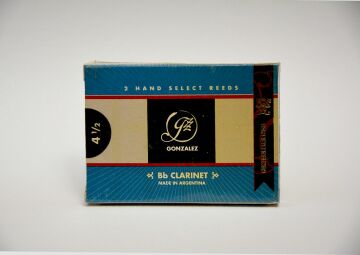 2 HAND SELECT REEDS
4 ½
GZ
GONZALEZ
Bb CLARINET
MADE IN ARGENTINA